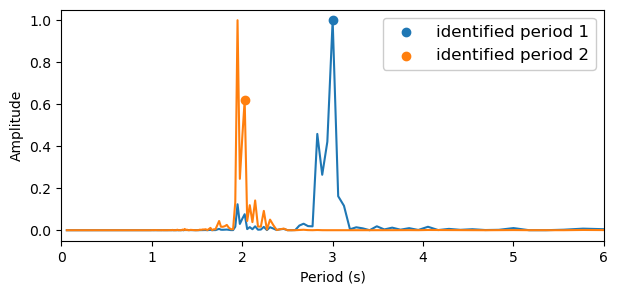 1.0
0.8
0.6
0.4
0.2
0.0
Amplitude
identified period 1
identified period 2
0 1 2 3 4 5 6
Period (s)